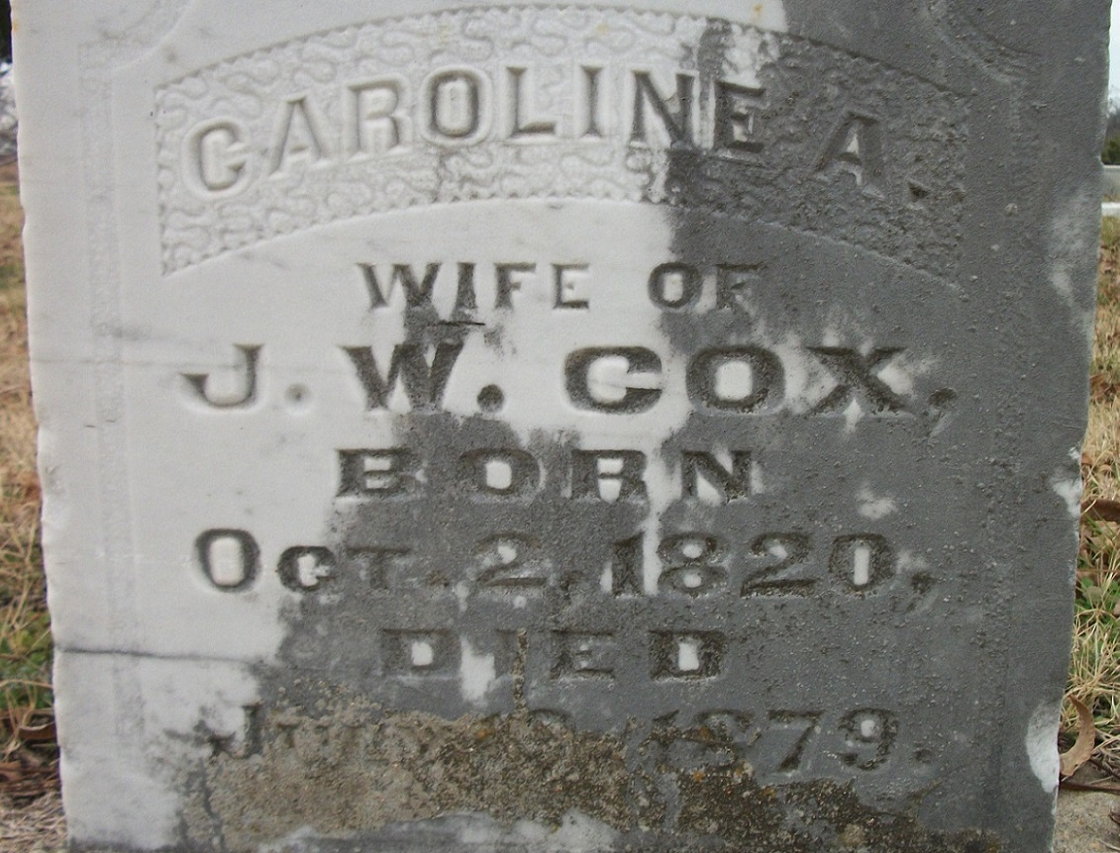 CAROLINE A.
WIFE OF
J. W. COX,
BORN
OCT. 2, 1820,
DIED
1879.